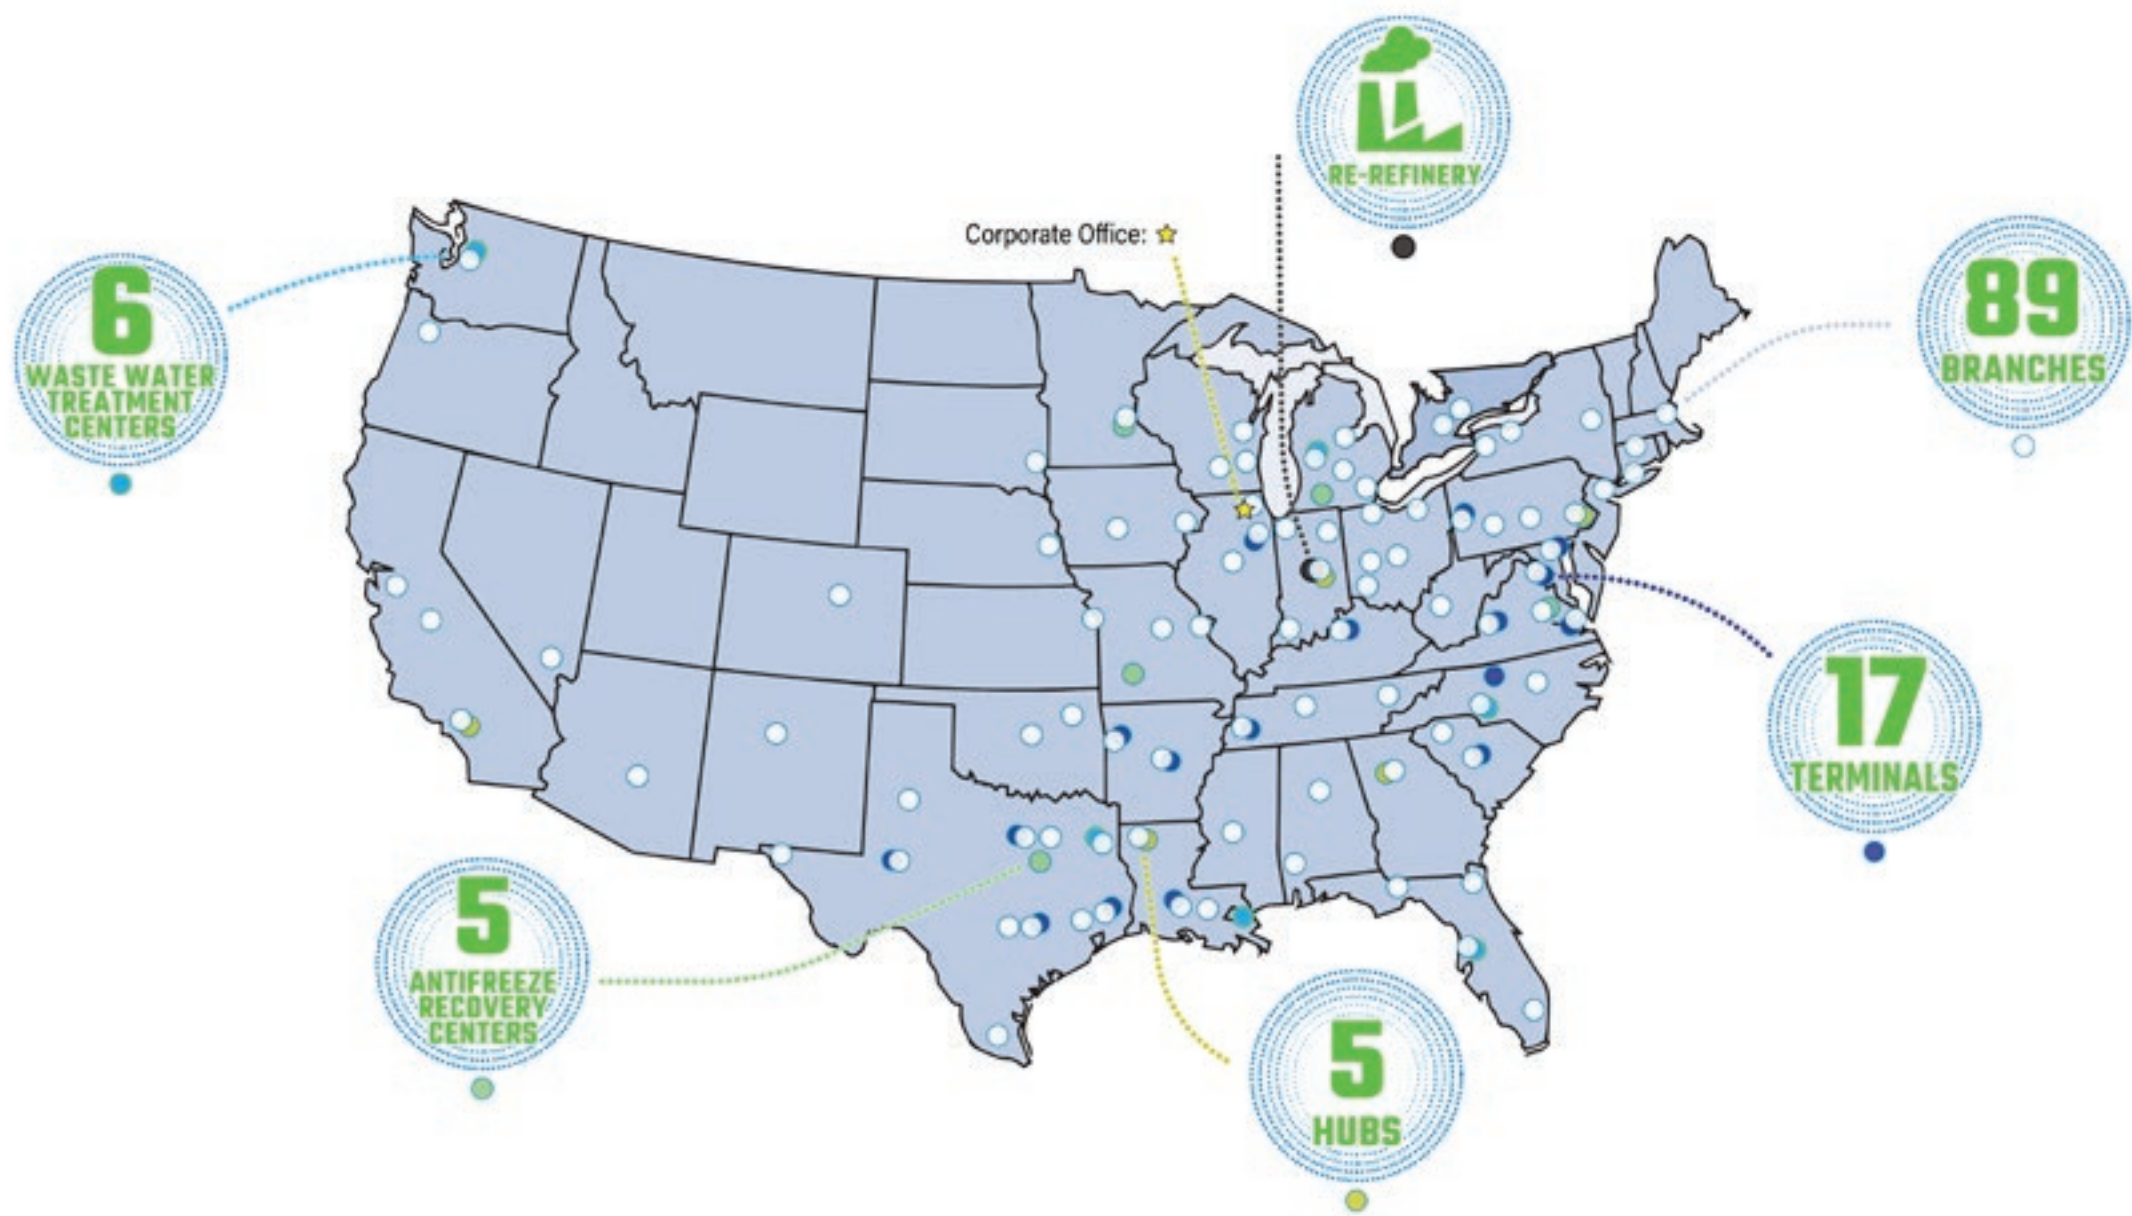 RE-REFINERY
Corporate Office:
6
WASTE WATER
TREATMENT
CENTERS
89
BRANCHES
17
TERMINALS
5
ANTIFREEZE
RECOVERY
CENTERS
5
HUBS